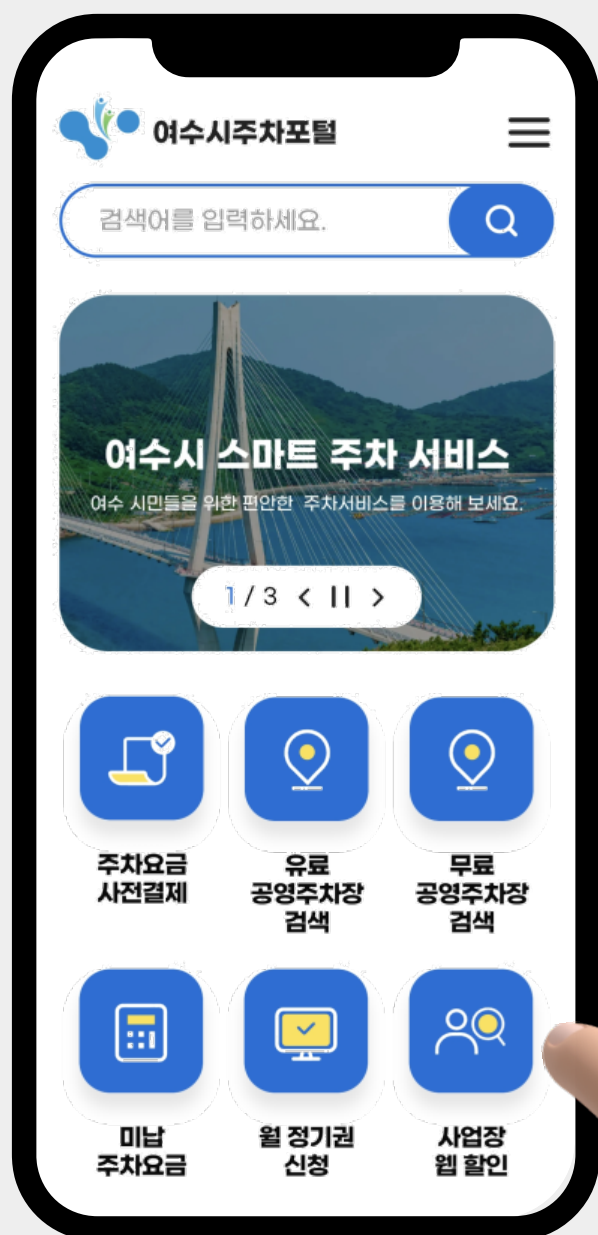 여수시주차포털
검색어를 입력하세요.
여수시 스마트 주차 서비스
여수 시민들을 위한 편안한 주차서비스를 이용해 보세요.
1 / 3
주차요금
사전결제
유료
공영주차장
검색
무료
공영주차장
검색
미납
주차요금
월 정기권
신청
사업장
웹 할인